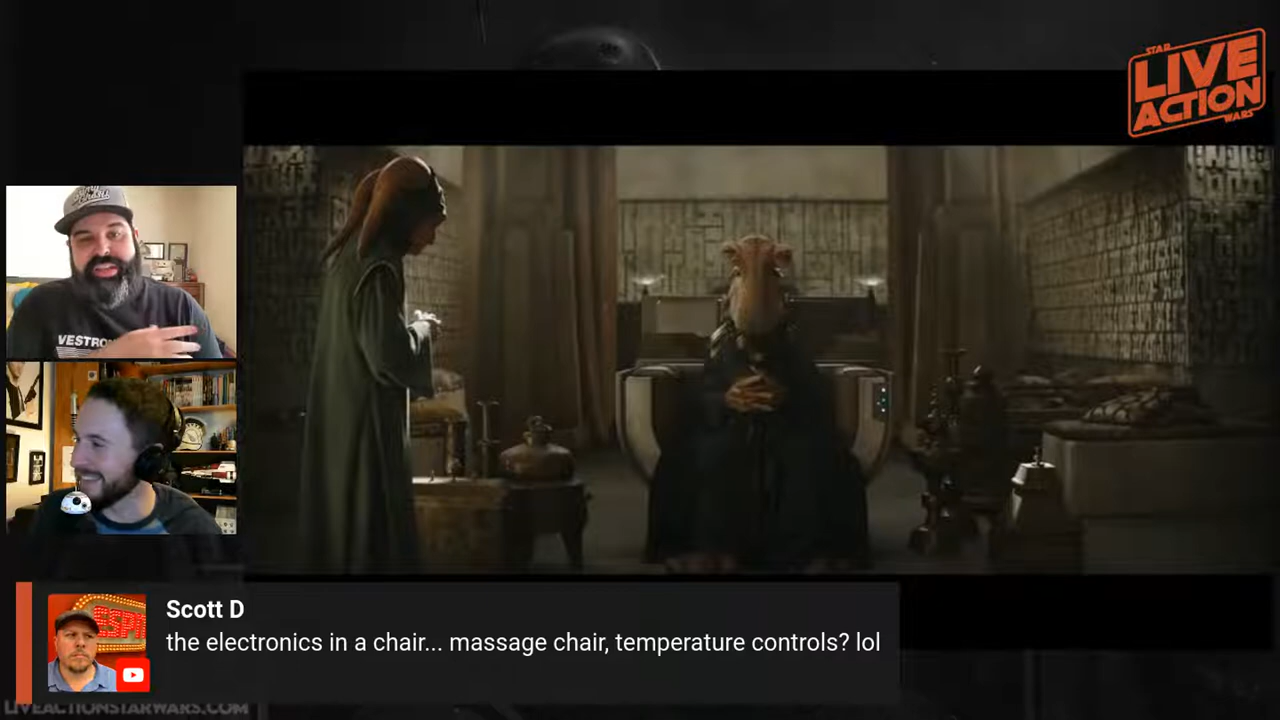 STAR
LIVE
ACTION
WARS
VESTRO
Scott D
the electronics in a chair... massage chair, temperature controls? lol
LIVEACTIONSTARWARS.COM